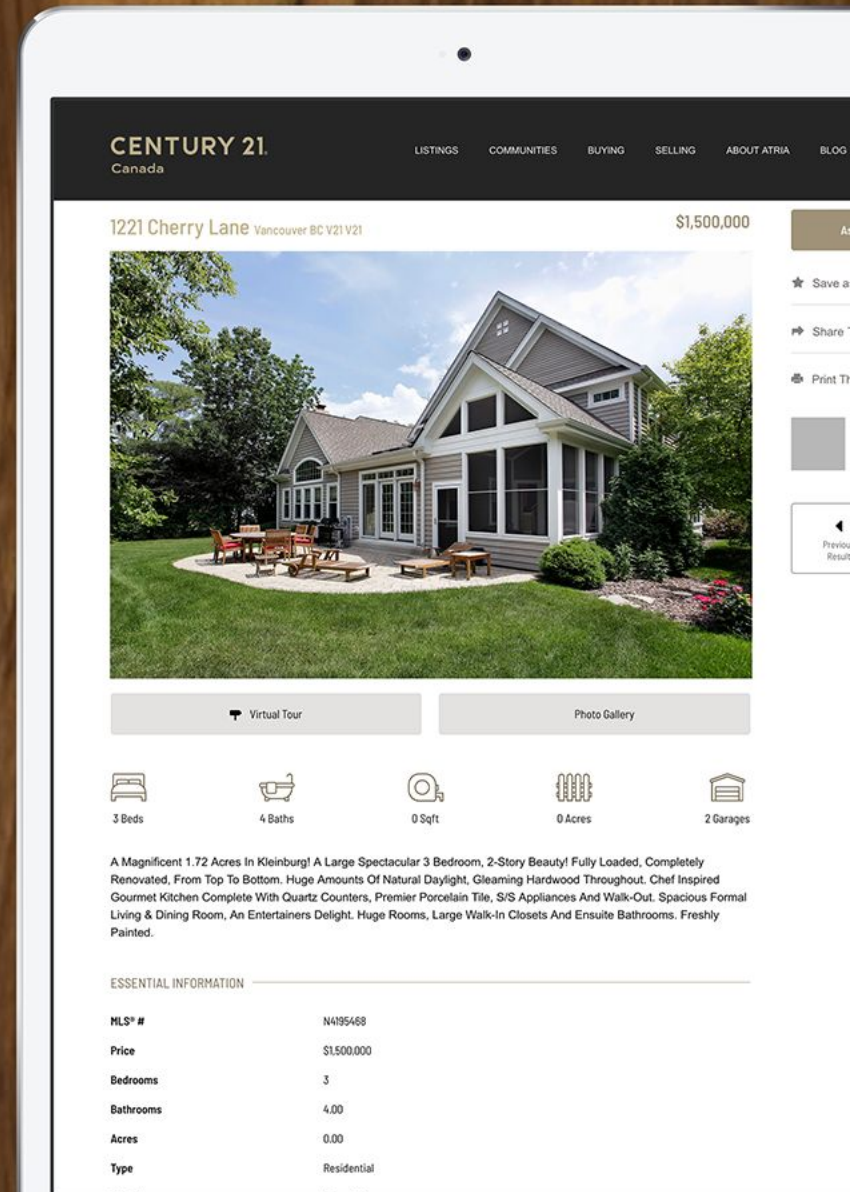 CENTURY 21.
Canada
LISTINGS COMMUNITIES BUYING SELLING ABOUT ATRIA BLOG
1221 Cherry Lane Vancouver BC V21 V21
$1,500,000
Save
Share
Print
Virtual Tour
Photo Gallery
3 Beds
4 Baths
0 Sqft
0 Acres
2 Garages
A Magnificent 1.72 Acres In Kleinburg! A Large Spectacular 3 Bedroom, 2-Story Beauty! Fully Loaded, Completely
Renovated, From Top To Bottom. Huge Amounts Of Natural Daylight, Gleaming Hardwood Throughout. Chef Inspired
Gourmet Kitchen Complete With Quartz Counters, Premier Porcelain Tile, S/S Appliances And Walk-Out. Spacious Formal
Living & Dining Room, An Entertainers Delight. Huge Rooms, Large Walk-In Closets And Ensuite Bathrooms. Freshly
Painted.
ESSENTIAL INFORMATION
MLS® # N4195468
Price $1,500,000
Bedrooms 3
Bathrooms 4.00
Acres 0.00
Type Residential